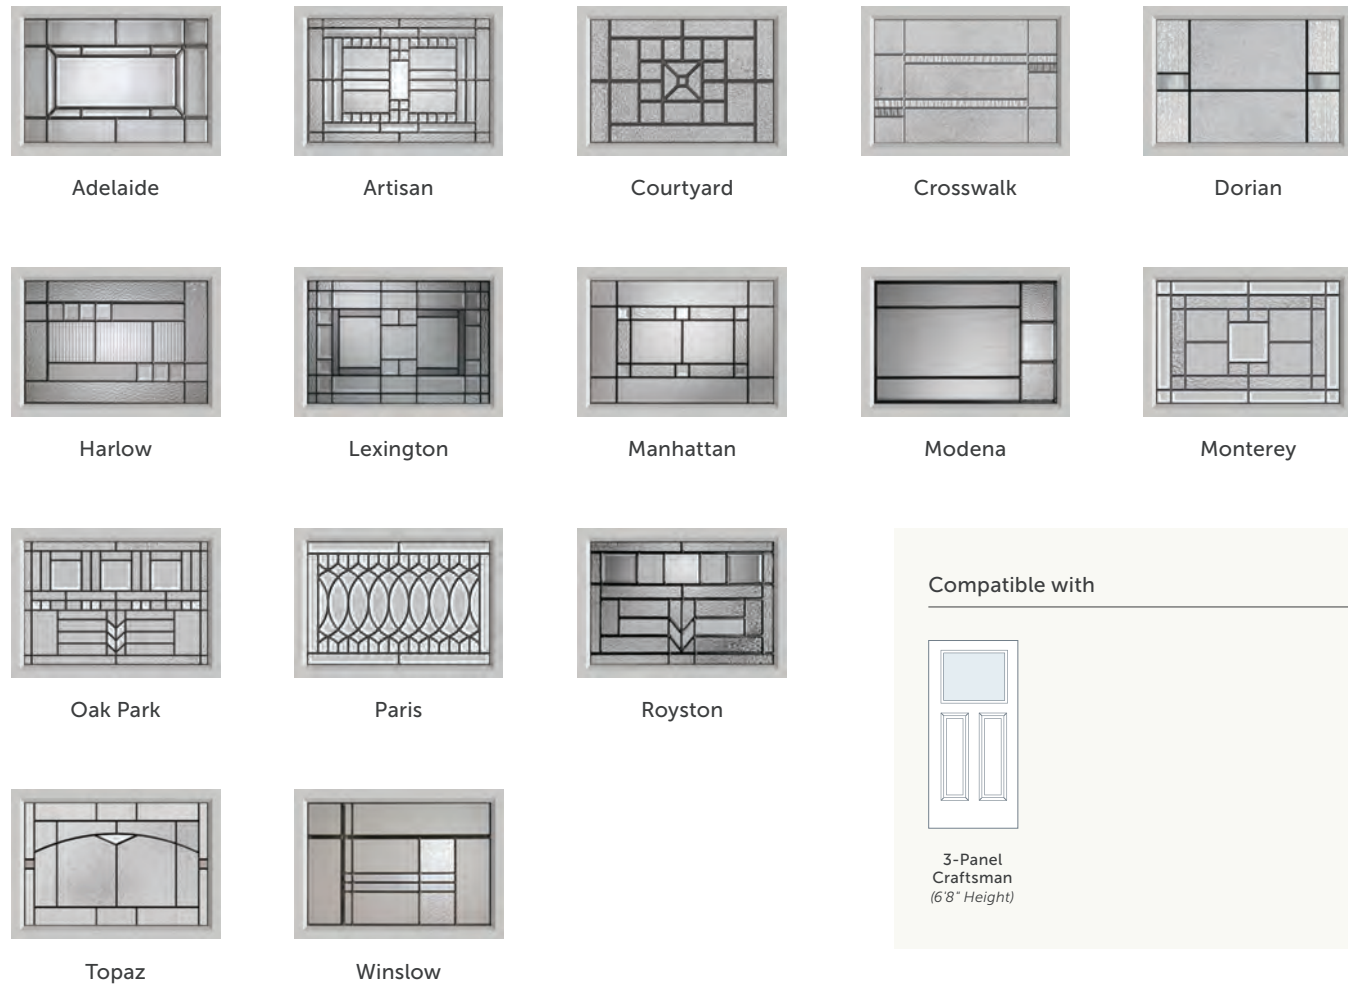 Adelaide
Artisan
Courtyard
Crosswalk
Dorian
Harlow
Lexington
Manhattan
Modena
Monterey
Oak Park
Paris
Royston
Compatible with
3-Panel
Craftsman
(6'8" Height)
Topaz
Winslow